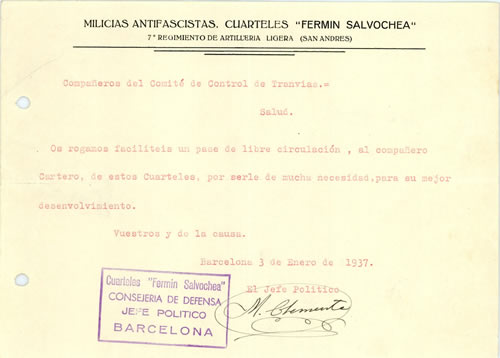 MILICIAS ANTIFASCISTAS. CUARTELES "FERMIN SALVOCHEA"
7º REGIMIENTO DE ARTILLERIA LIGERA (SAN ANDRES)
Compañeros del Comité de Control de Tranvias.=
Salud.
Os rogamos faciliteis un pase de libre circulación , al compañero
Cartero, de estos Cuarteles, por serle de mucha necesidad,para su mejor
desenvolvimiento.
Vuestros y de la causa.
Barcelona 3 de Enero de 1937.
El Jefe Politico
M. Clemente
Cuarteles "Fermin Salvochea"
CONSEJERIA DE DEFENSA
JEFE POLITICO
BARCELONA